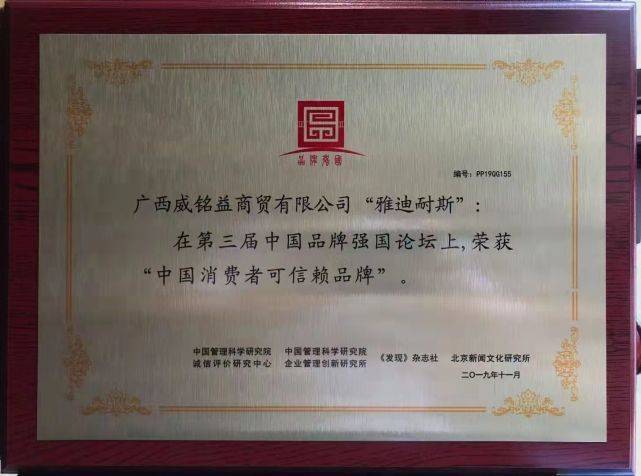 品牌强国
编号：PP19QG155
广西威铭益商贸有限公司“雅迪耐斯”：
在第三届中国品牌强国论坛上,荣获
“中国消费者可信赖品牌”。
中国管理科学研究院 中国管理科学研究院 《发现》杂志社 北京新闻文化研究所
诚信评价研究中心 企业管理创新研究所
二〇一九年十一月